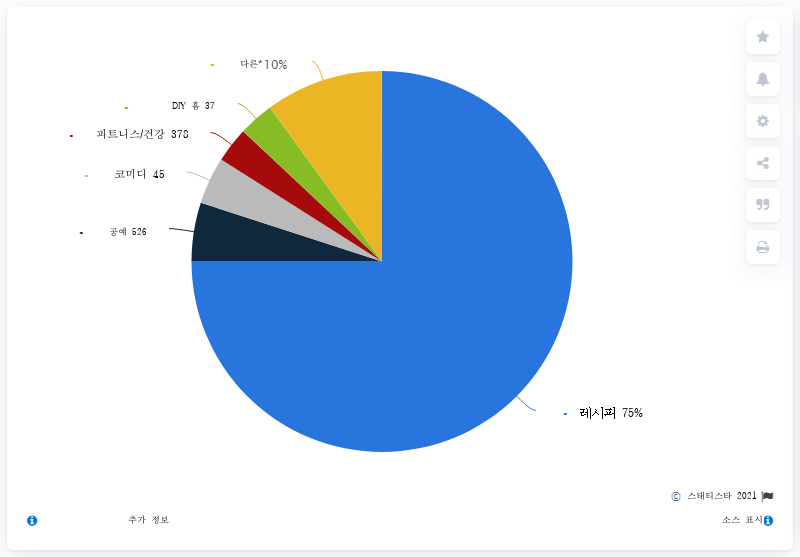 다른*10%
DIY 홈 37
피트니스/건강 378
코미디 45
공예 526
레시피 75%
© 스태티스타 2021
추가 정보
소스 표시